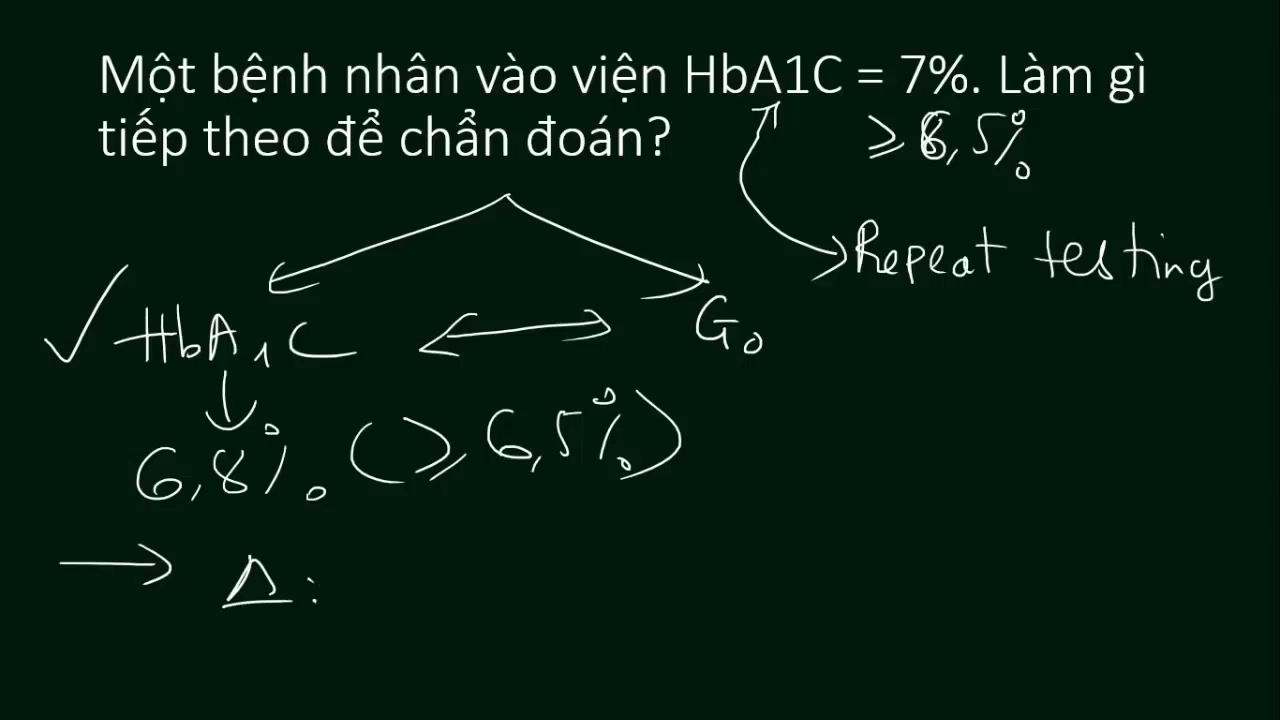 Một bệnh nhân vào viện HbA1C = 7%. Làm gì
tiếp theo để chẩn đoán?
≥ 6,5%
Repeat testing
HbA1C
G0
6,8% (≥ 6,5%)
→ Δ: